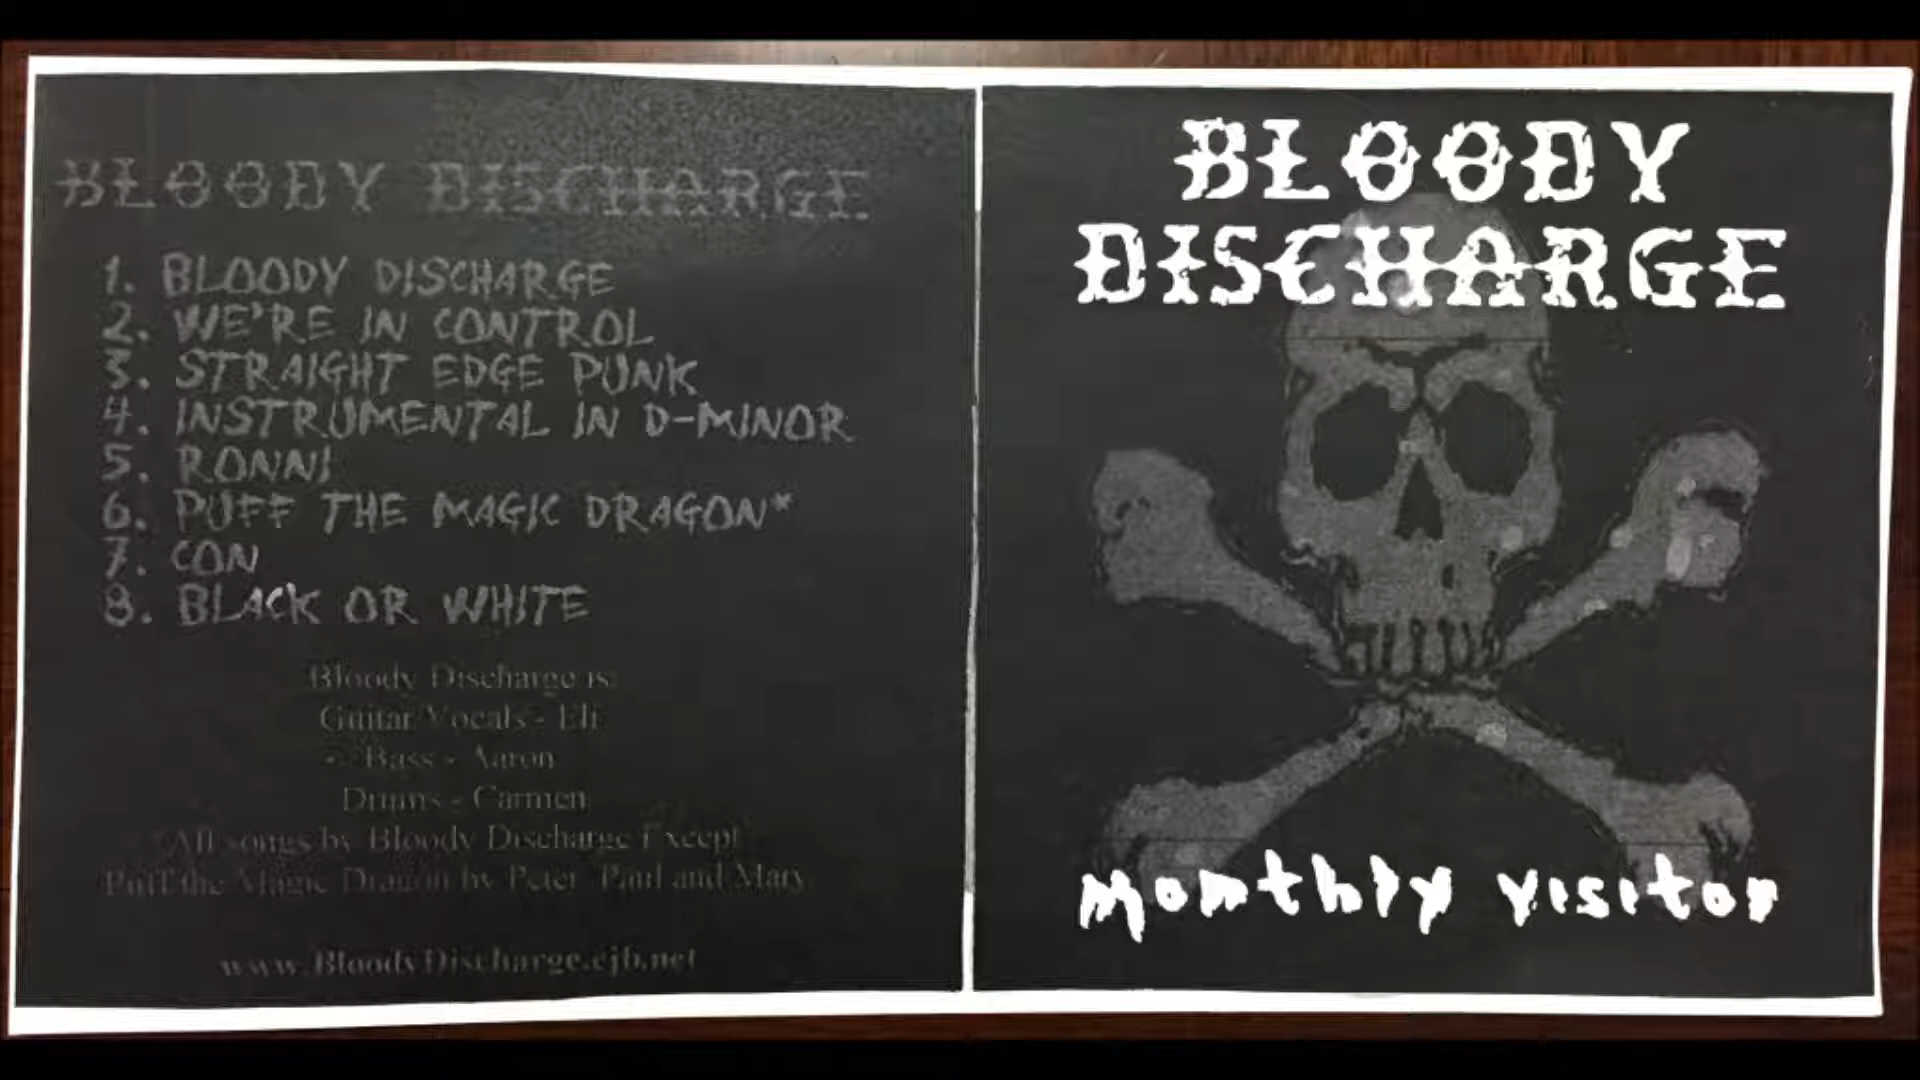 BLOODY DISCHARGE
1. BLOODY DISCHARGE
2. WE'RE IN CONTROL
3. STRAIGHT EDGE PUNK
4. INSTRUMENTAL IN D-MINOR
5. RONNI
6. PUFF THE MAGIC DRAGON*
7. CON
8. BLACK OR WHITE
Bloody Discharge is:
Guitar/Vocals - Eli
Bass - Aaron
Drums - Carmen
All songs by Bloody Discharge Except
Puff the Magic Dragon by Peter Paul and Mary
www.BloodyDischarge.cjb.net
BLOODY
DISCHARGE
monthly visitor